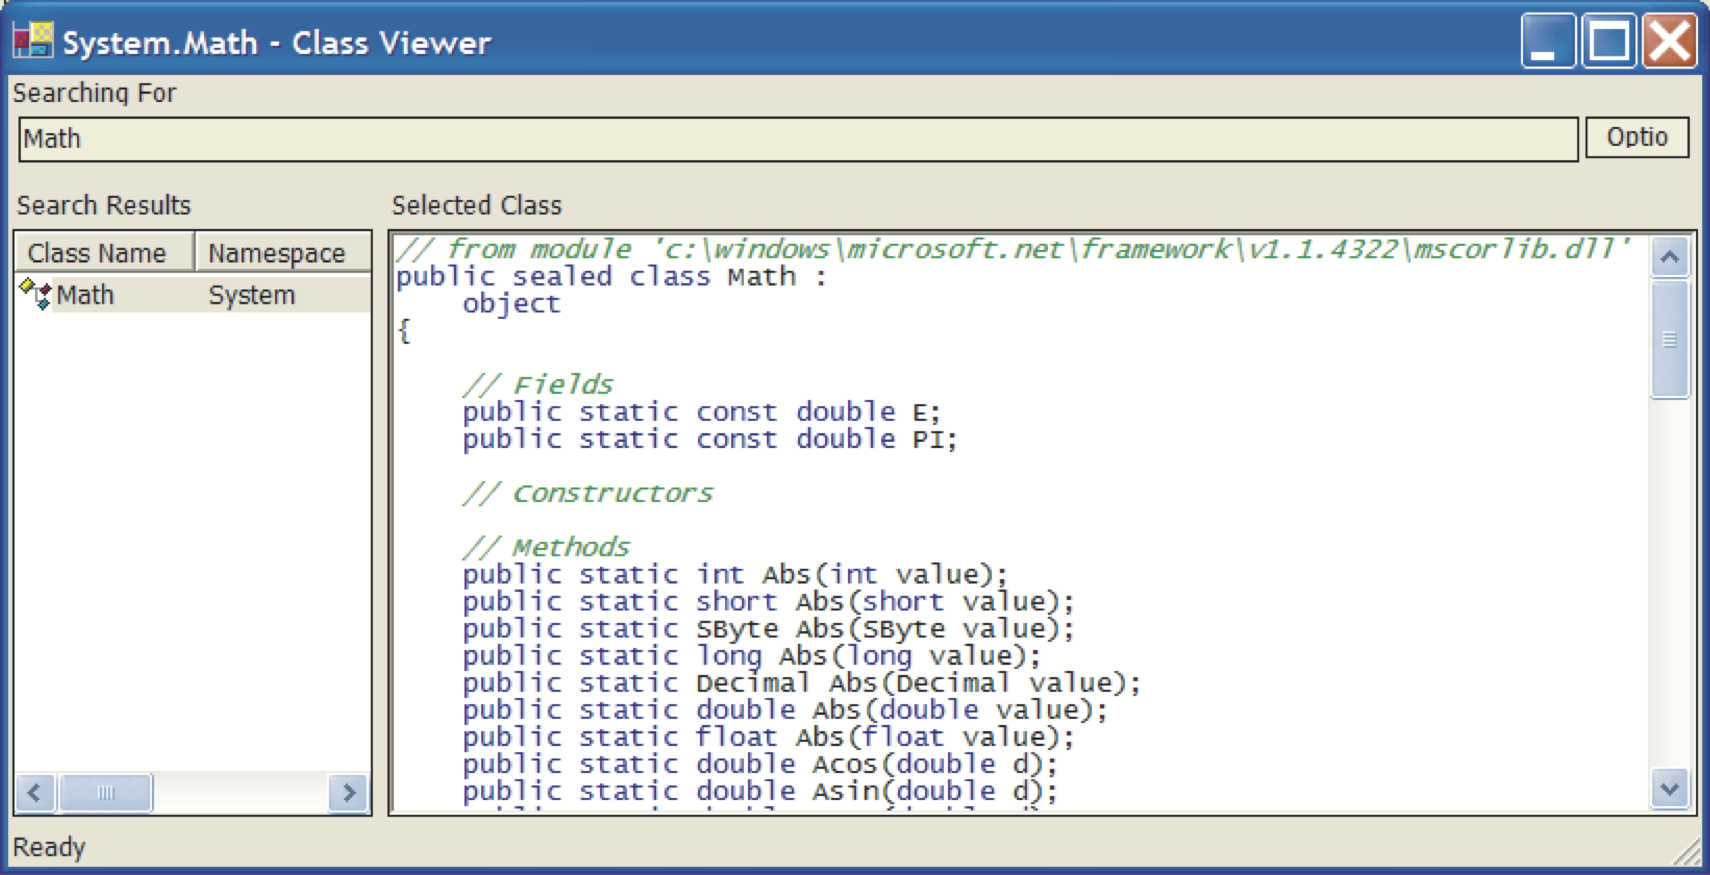 System.Math - Class Viewer
Searching For
Math
Optio
Search Results
Selected Class
Class Name
Namespace
Math
System
// from module 'c:\windows\microsoft.net\framework\v1.1.4322\mscorlib.dll'
public sealed class Math :
object
{
// Fields
public static const double E;
public static const double PI;
// Constructors
// Methods
public static int Abs(int value);
public static short Abs(short value);
public static SByte Abs(SByte value);
public static long Abs(long value);
public static Decimal Abs(Decimal value);
public static double Abs(double value);
public static float Abs(float value);
public static double Acos(double d);
public static double Asin(double d);
Ready